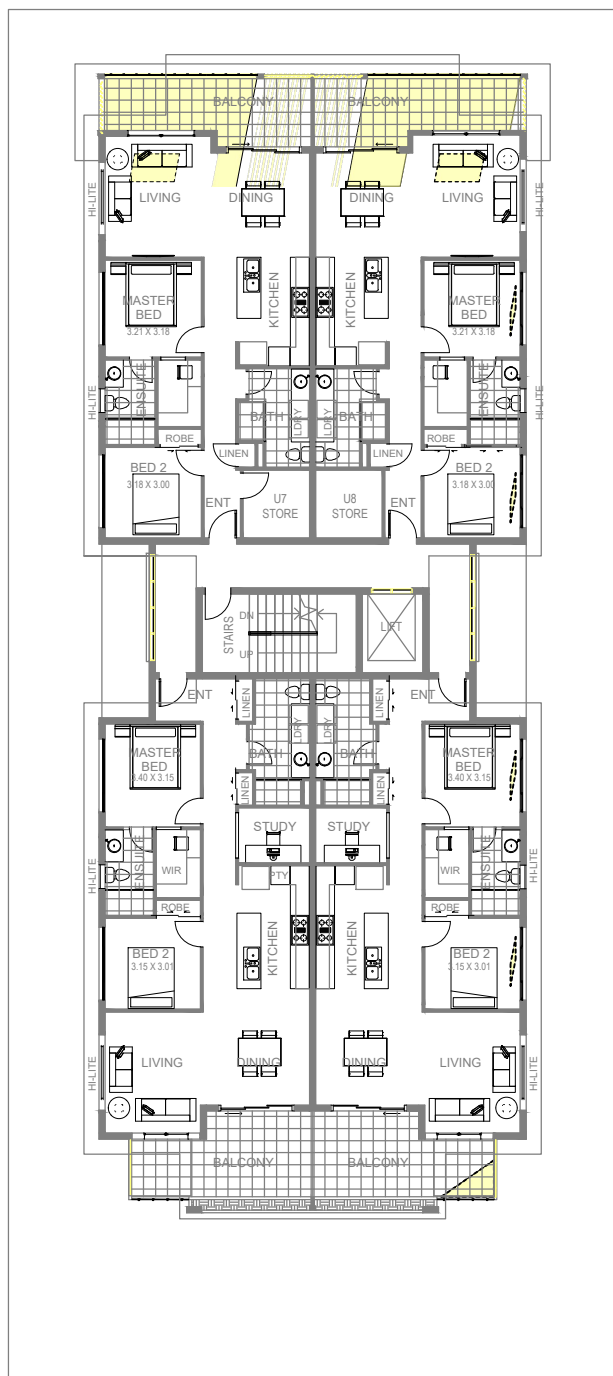 BALCONY BALCONY
HI-LITE LIVING DINING DINING LIVING HI-LITE
KITCHEN KITCHEN
MASTER BED 3.21 X 3.18
MASTER BED 3.21 X 3.18
HI-LITE ENSUITE ENSUITE HI-LITE
BATH LDRY LDRY BATH
ROBE ROBE
LINEN LINEN
BED 2 3.18 X 3.00
BED 2 3.18 X 3.00
ENT ENT
U7 STORE
U8 STORE
STAIRS DN UP
LIFT
ENT ENT
LINEN LINEN
LDRY LDRY
BATH BATH
MASTER BED 3.40 X 3.15
MASTER BED 3.40 X 3.15
LINEN LINEN
STUDY STUDY
HI-LITE ENSUITE WIR WIR ENSUITE HI-LITE
PTY
ROBE ROBE
KITCHEN KITCHEN
BED 2 3.15 X 3.01
BED 2 3.15 X 3.01
HI-LITE LIVING DINING DINING LIVING HI-LITE
BALCONY BALCONY